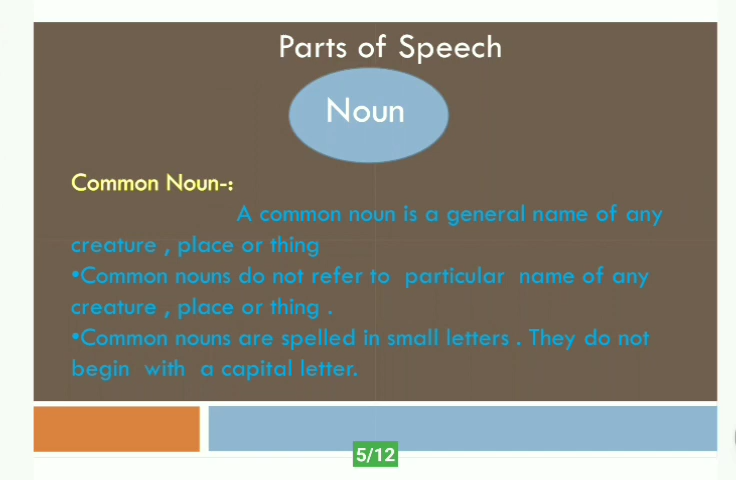 Parts of Speech
Noun
Common Noun-:
A common noun is a general name of any
creature , place or thing
•Common nouns do not refer to particular name of any
creature , place or thing .
•Common nouns are spelled in small letters . They do not
begin with a capital letter.
5/12